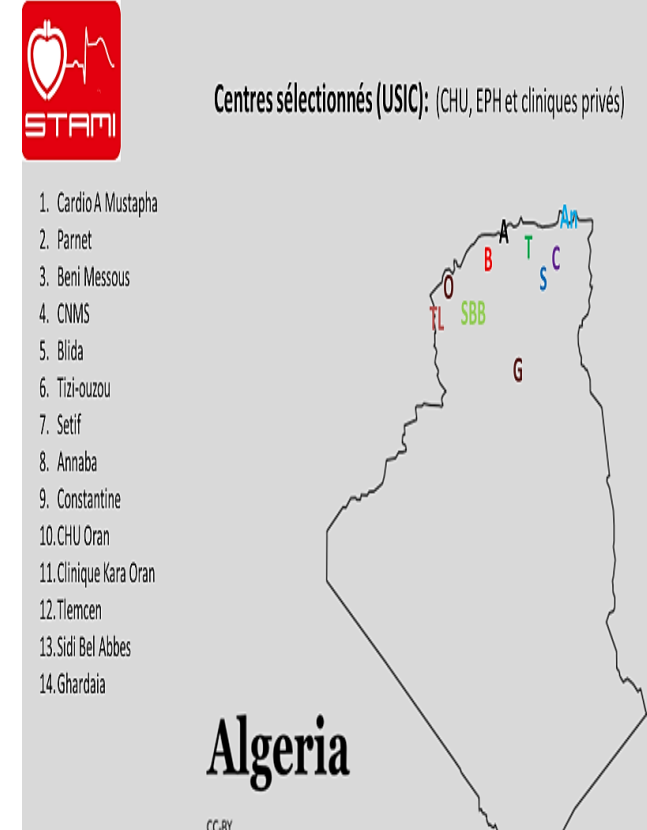 STAMI
Centres sélectionnés (USIC): (CHU, EPH et cliniques privés)
1. Cardio A Mustapha
2. Parnet
3. Beni Messous
4. CNMS
5. Blida
6. Tizi-ouzou
7. Setif
8. Annaba
9. Constantine
10. CHU Oran
11. Clinique Kara Oran
12. Tlemcen
13. Sidi Bel Abbes
14. Ghardaia
An
A
T
B
C
S
O
TL
SBB
G
Algeria
CC-BY